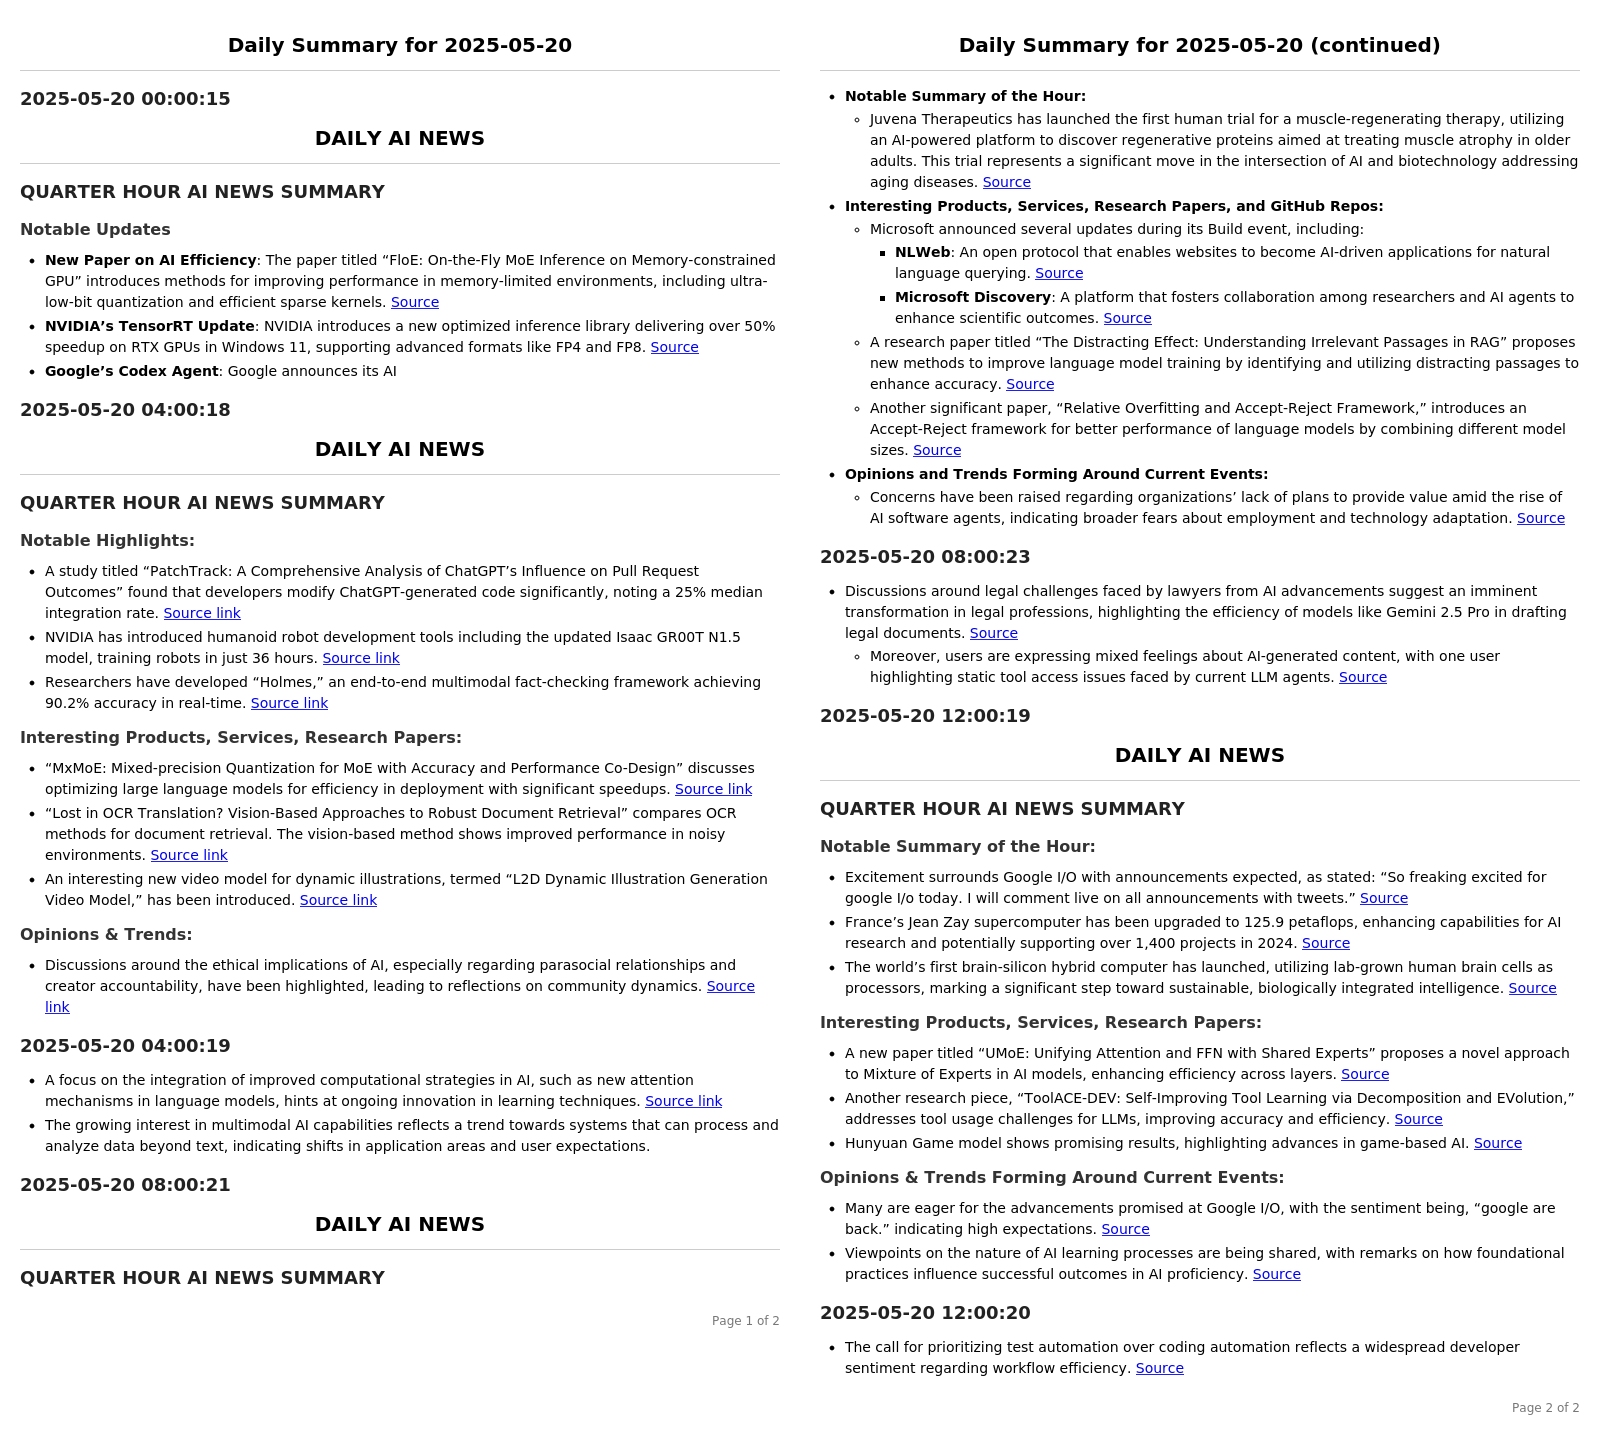 Daily Summary for 2025-05-20
2025-05-20 00:00:15
DAILY AI NEWS
QUARTER HOUR AI NEWS SUMMARY
Notable Updates
• New Paper on AI Efficiency: The paper titled “FloE: On-the-Fly MoE Inference on Memory-constrained
GPU” introduces methods for improving performance in memory-limited environments, including ultra-
low-bit quantization and efficient sparse kernels. Source
• NVIDIA’s TensorRT Update: NVIDIA introduces a new optimized inference library delivering over 50%
speedup on RTX GPUs in Windows 11, supporting advanced formats like FP4 and FP8. Source
• Google’s Codex Agent: Google announces its AI
2025-05-20 04:00:18
DAILY AI NEWS
QUARTER HOUR AI NEWS SUMMARY
Notable Highlights:
• A study titled “PatchTrack: A Comprehensive Analysis of ChatGPT’s Influence on Pull Request
Outcomes” found that developers modify ChatGPT-generated code significantly, noting a 25% median
integration rate. Source link
• NVIDIA has introduced humanoid robot development tools including the updated Isaac GR00T N1.5
model, training robots in just 36 hours. Source link
• Researchers have developed “Holmes,” an end-to-end multimodal fact-checking framework achieving
90.2% accuracy in real-time. Source link
Interesting Products, Services, Research Papers:
• “MxMoE: Mixed-precision Quantization for MoE with Accuracy and Performance Co-Design” discusses
optimizing large language models for efficiency in deployment with significant speedups. Source link
• “Lost in OCR Translation? Vision-Based Approaches to Robust Document Retrieval” compares OCR
methods for document retrieval. The vision-based method shows improved performance in noisy
environments. Source link
• An interesting new video model for dynamic illustrations, termed “L2D Dynamic Illustration Generation
Video Model,” has been introduced. Source link
Opinions & Trends:
• Discussions around the ethical implications of AI, especially regarding parasocial relationships and
creator accountability, have been highlighted, leading to reflections on community dynamics. Source
link
2025-05-20 04:00:19
• A focus on the integration of improved computational strategies in AI, such as new attention
mechanisms in language models, hints at ongoing innovation in learning techniques. Source link
• The growing interest in multimodal AI capabilities reflects a trend towards systems that can process and
analyze data beyond text, indicating shifts in application areas and user expectations.
2025-05-20 08:00:21
DAILY AI NEWS
QUARTER HOUR AI NEWS SUMMARY
Page 1 of 2
Daily Summary for 2025-05-20 (continued)
• Notable Summary of the Hour:
◦ Juvena Therapeutics has launched the first human trial for a muscle-regenerating therapy, utilizing
an AI-powered platform to discover regenerative proteins aimed at treating muscle atrophy in older
adults. This trial represents a significant move in the intersection of AI and biotechnology addressing
aging diseases. Source
• Interesting Products, Services, Research Papers, and GitHub Repos:
◦ Microsoft announced several updates during its Build event, including:
▪ NLWeb: An open protocol that enables websites to become AI-driven applications for natural
language querying. Source
▪ Microsoft Discovery: A platform that fosters collaboration among researchers and AI agents to
enhance scientific outcomes. Source
◦ A research paper titled “The Distracting Effect: Understanding Irrelevant Passages in RAG” proposes
new methods to improve language model training by identifying and utilizing distracting passages to
enhance accuracy. Source
◦ Another significant paper, “Relative Overfitting and Accept-Reject Framework,” introduces an
Accept-Reject framework for better performance of language models by combining different model
sizes. Source
• Opinions and Trends Forming Around Current Events:
◦ Concerns have been raised regarding organizations’ lack of plans to provide value amid the rise of
AI software agents, indicating broader fears about employment and technology adaptation. Source
2025-05-20 08:00:23
• Discussions around legal challenges faced by lawyers from AI advancements suggest an imminent
transformation in legal professions, highlighting the efficiency of models like Gemini 2.5 Pro in drafting
legal documents. Source
◦ Moreover, users are expressing mixed feelings about AI-generated content, with one user
highlighting static tool access issues faced by current LLM agents. Source
2025-05-20 12:00:19
DAILY AI NEWS
QUARTER HOUR AI NEWS SUMMARY
Notable Summary of the Hour:
• Excitement surrounds Google I/O with announcements expected, as stated: “So freaking excited for
google I/o today. I will comment live on all announcements with tweets.” Source
• France’s Jean Zay supercomputer has been upgraded to 125.9 petaflops, enhancing capabilities for AI
research and potentially supporting over 1,400 projects in 2024. Source
• The world’s first brain-silicon hybrid computer has launched, utilizing lab-grown human brain cells as
processors, marking a significant step toward sustainable, biologically integrated intelligence. Source
Interesting Products, Services, Research Papers:
• A new paper titled “UMoE: Unifying Attention and FFN with Shared Experts” proposes a novel approach
to Mixture of Experts in AI models, enhancing efficiency across layers. Source
• Another research piece, “ToolACE-DEV: Self-Improving Tool Learning via Decomposition and EVolution,”
addresses tool usage challenges for LLMs, improving accuracy and efficiency. Source
• Hunyuan Game model shows promising results, highlighting advances in game-based AI. Source
Opinions & Trends Forming Around Current Events:
• Many are eager for the advancements promised at Google I/O, with the sentiment being, “google are
back.” indicating high expectations. Source
• Viewpoints on the nature of AI learning processes are being shared, with remarks on how foundational
practices influence successful outcomes in AI proficiency. Source
2025-05-20 12:00:20
• The call for prioritizing test automation over coding automation reflects a widespread developer
sentiment regarding workflow efficiency. Source
Page 2 of 2